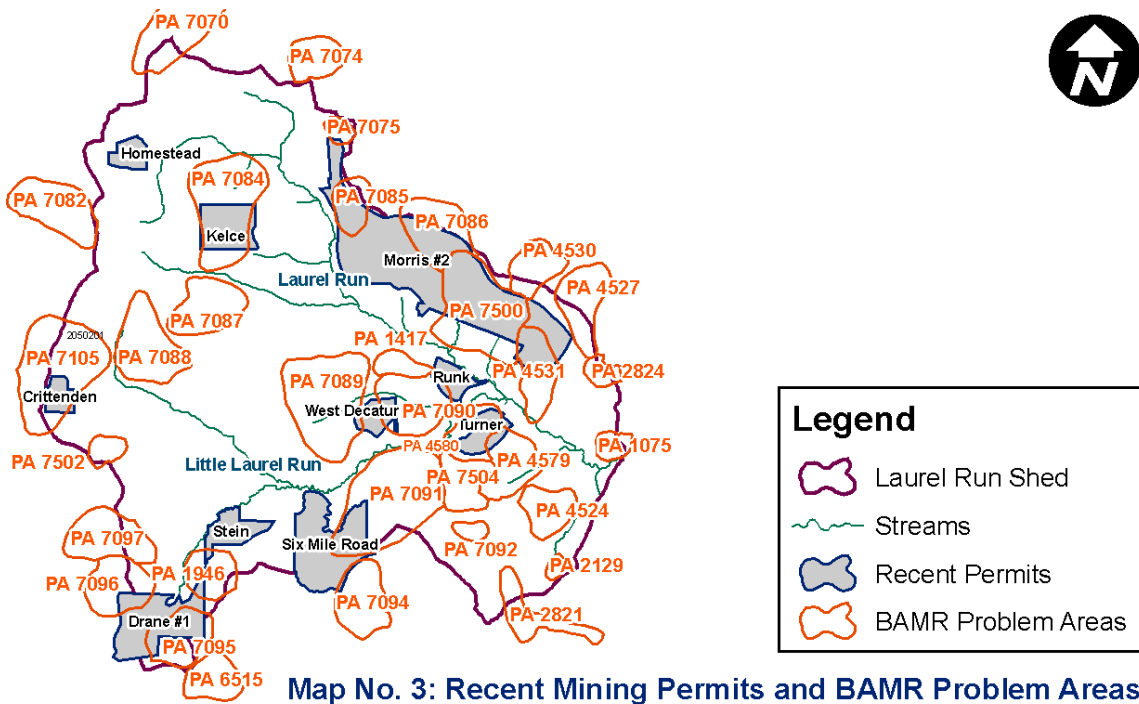 PA 7070
PA 7074
N
PA 7075
Homestead
PA 7084
PA 7082
PA 7085
PA 7086
Kelce
PA 4530
Morris #2
Laurel Run
PA 4527
PA 7500
PA 7087
2050201
PA 1417
PA 7105
PA 7088
PA 4531
PA 2824
PA 7089
Runk
Crittenden
West Decatur
PA 7090
Turner
PA 4580
PA 1075
PA 7502
Little Laurel Run
PA 4579
PA 7504
PA 7091
PA 4524
Stein
PA 7097
Six Mile Road
PA 7092
PA 2129
PA 7096
PA 1946
PA 7094
PA 2821
Drane #1
PA 7095
PA 6515
Legend
Laurel Run Shed
Streams
Recent Permits
BAMR Problem Areas
Map No. 3: Recent Mining Permits and BAMR Problem Areas